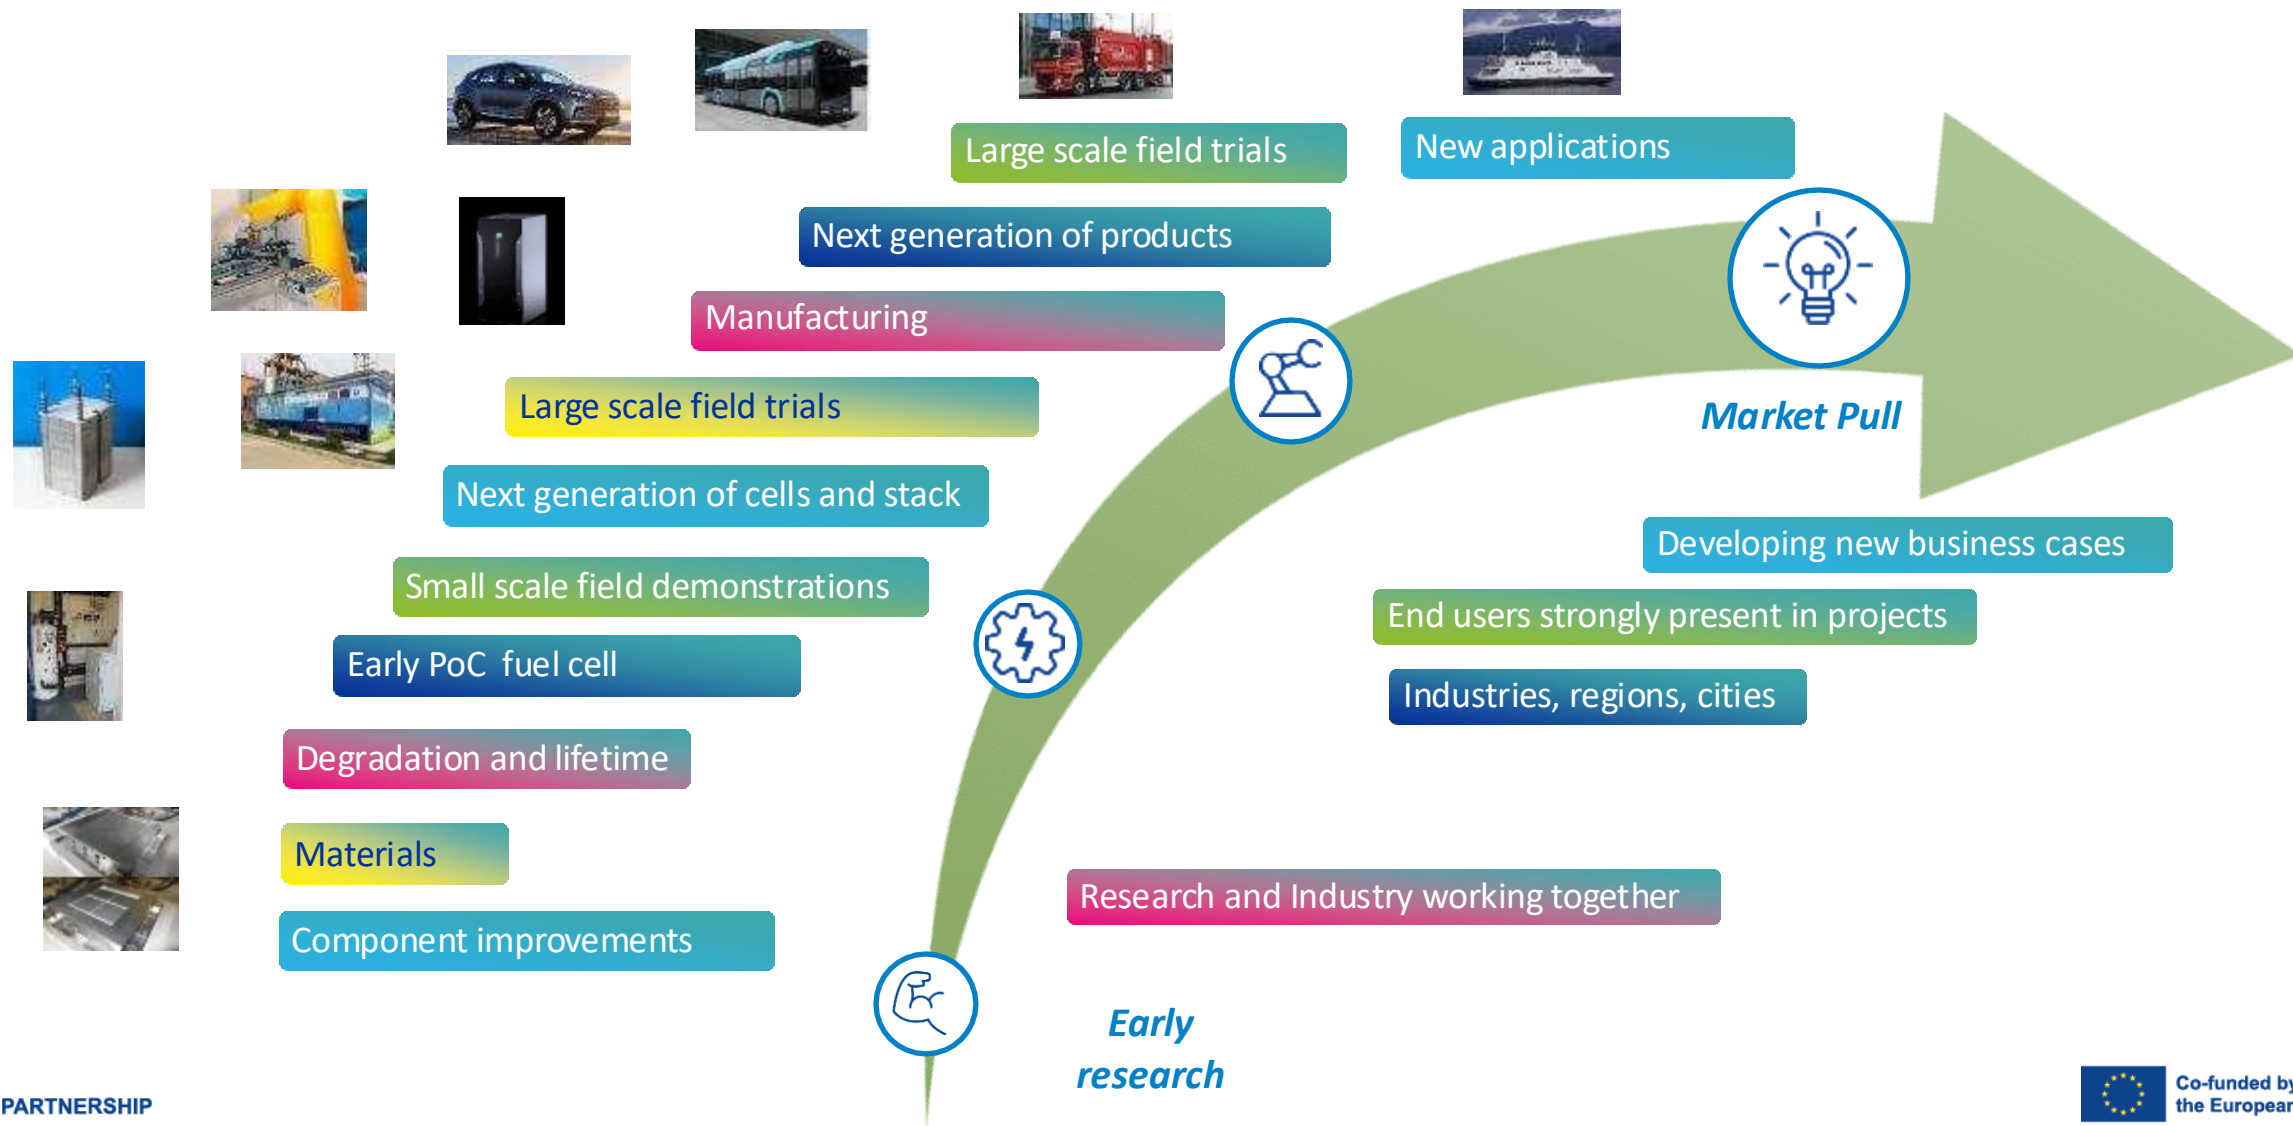 Large scale field trials
New applications
Next generation of products
Manufacturing
Large scale field trials
Market Pull
Next generation of cells and stack
Developing new business cases
Small scale field demonstrations
End users strongly present in projects
Early PoC fuel cell
Industries, regions, cities
Degradation and lifetime
Materials
Research and Industry working together
Component improvements
Early
research
PARTNERSHIP
Co-funded by
the European